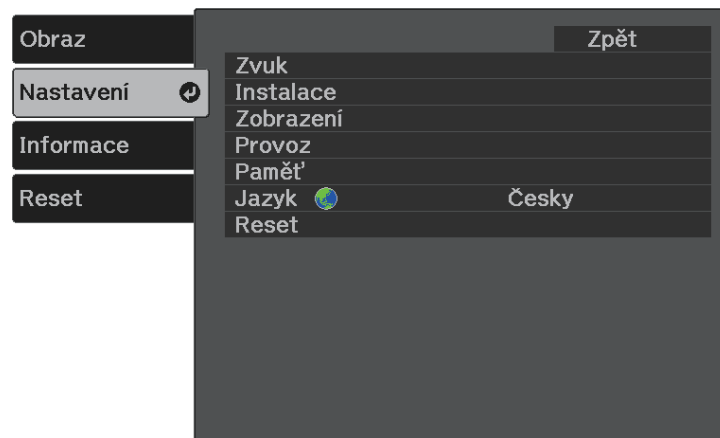 Obraz
Nastavení
Informace
Reset
Zpět
Zvuk
Instalace
Zobrazení
Provoz
Paměť
Jazyk Česky
Reset